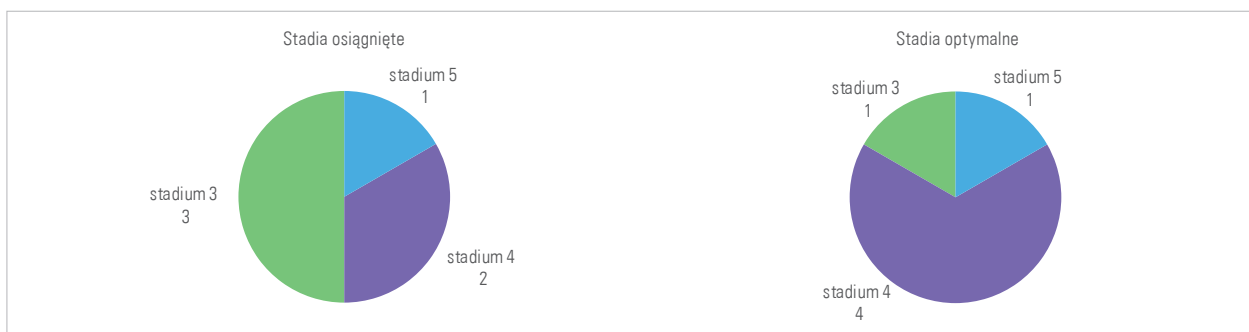 Stadia osiągnięte
stadium 5
1
stadium 3
3
stadium 4
2
Stadia optymalne
stadium 5
1
stadium 3
1
stadium 4
4